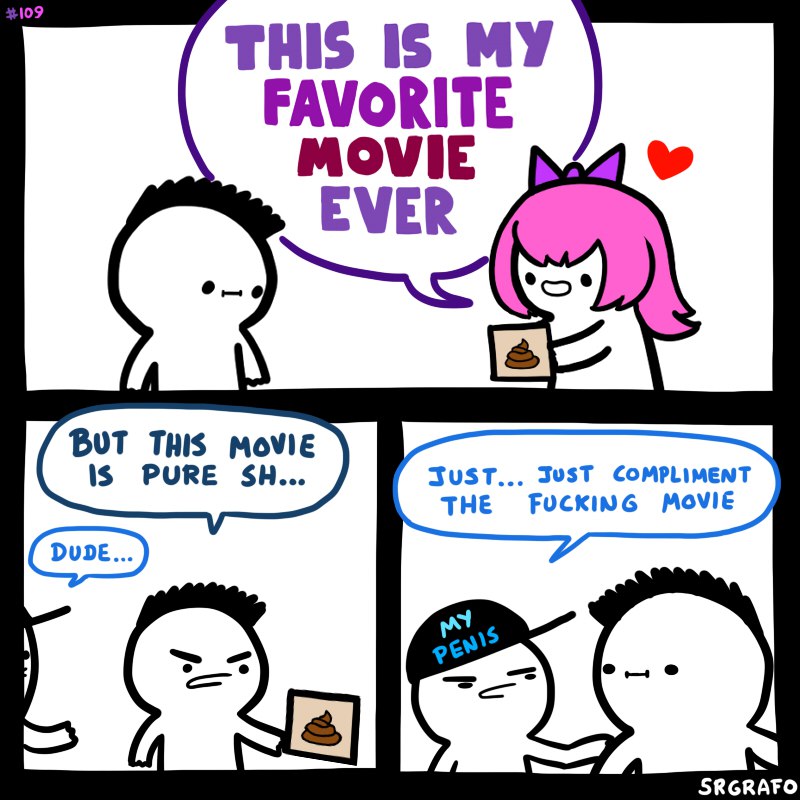 #109
THIS IS MY
FAVORITE
MOVIE
EVER
BUT THIS MOVIE
IS PURE SH...
DUDE...
JUST... JUST COMPLIMENT
THE FUCKING MOVIE
MY
PENIS
SRGRAFO